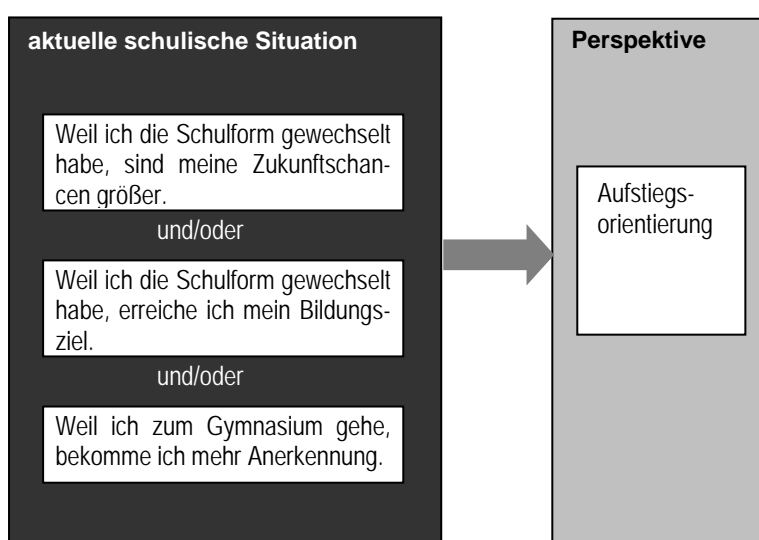 aktuelle schulische Situation
Weil ich die Schulform gewechselt
habe, sind meine Zukunftschan-
cen größer.
und/oder
Weil ich die Schulform gewechselt
habe, erreiche ich mein Bildungs-
ziel.
und/oder
Weil ich zum Gymnasium gehe,
bekomme ich mehr Anerkennung.
Perspektive
Aufstiegs-
orientierung